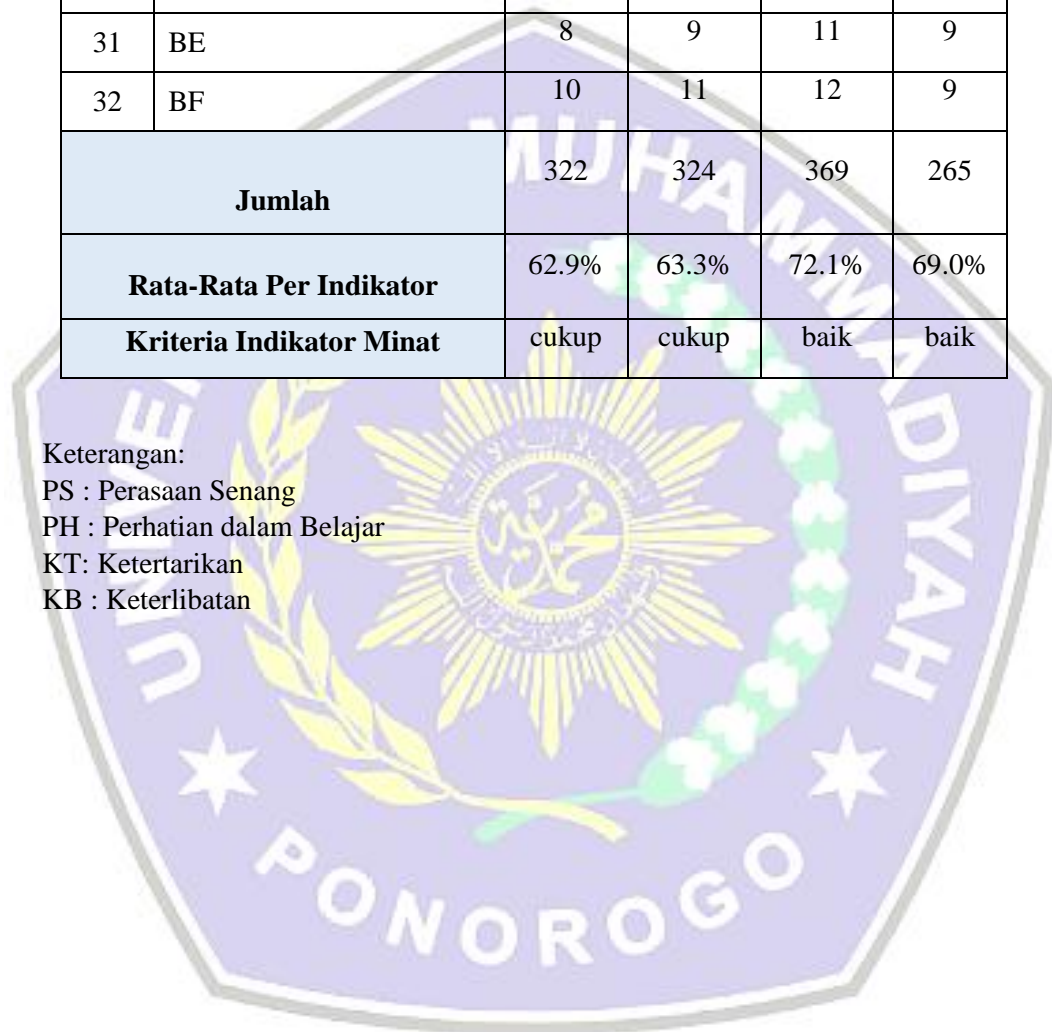 31 BE 8 9 11 9
32 BF 10 11 12 9
Jumlah 322 324 369 265
Rata-Rata Per Indikator 62.9% 63.3% 72.1% 69.0%
Kriteria Indikator Minat cukup cukup baik baik
Keterangan:
PS : Perasaan Senang
PH : Perhatian dalam Belajar
KT: Ketertarikan
KB : Keterlibatan
MUHAMMADIYAH
PONOROGO